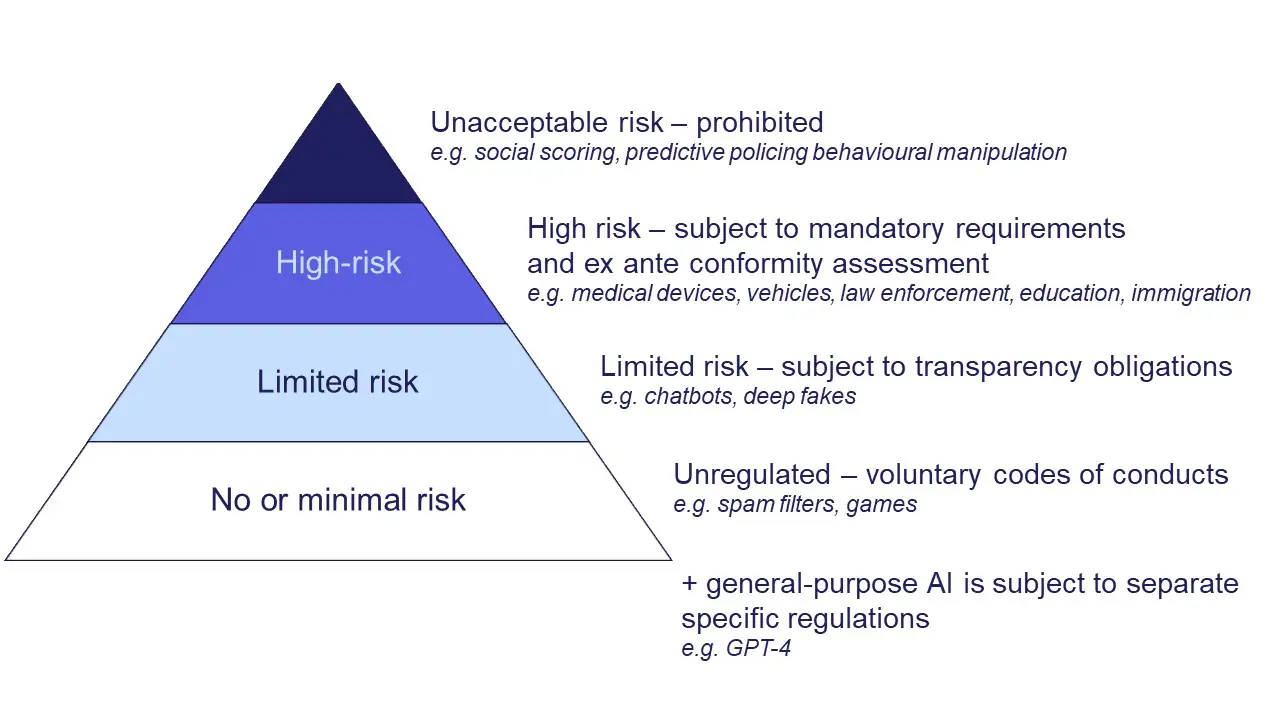 Unacceptable risk – prohibited
e.g. social scoring, predictive policing behavioural manipulation
High-risk
High risk – subject to mandatory requirements
and ex ante conformity assessment
e.g. medical devices, vehicles, law enforcement, education, immigration
Limited risk
Limited risk – subject to transparency obligations
e.g. chatbots, deep fakes
No or minimal risk
Unregulated – voluntary codes of conducts
e.g. spam filters, games
+ general-purpose AI is subject to separate
specific regulations
e.g. GPT-4